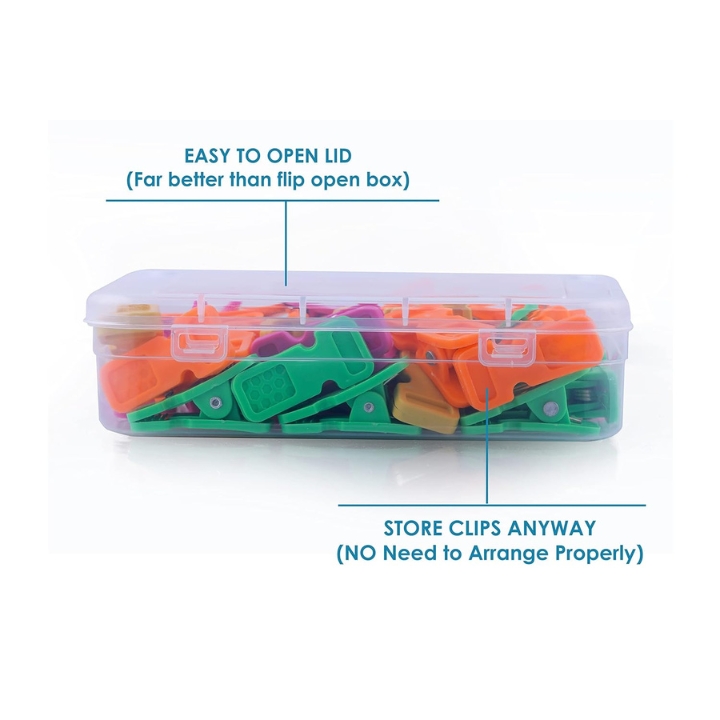 EASY TO OPEN LID
(Far better than flip open box)
STORE CLIPS ANYWAY
(NO Need to Arrange Properly)